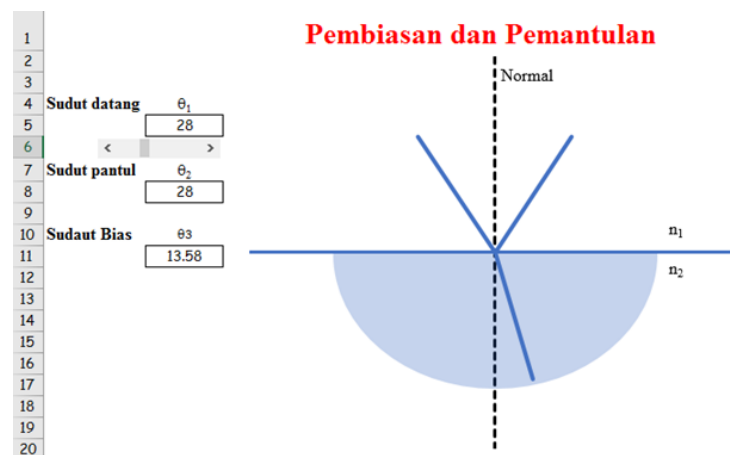 Pembiasan dan Pemantulan
1
2
3
Normal
4 Sudut datang θ₁
5 28
6 < >
7 Sudut pantul θ₂
8 28
9
10 Sudaut Bias θ3 n₁
11 13.58
12 n₂
13
14
15
16
17
18
19
20